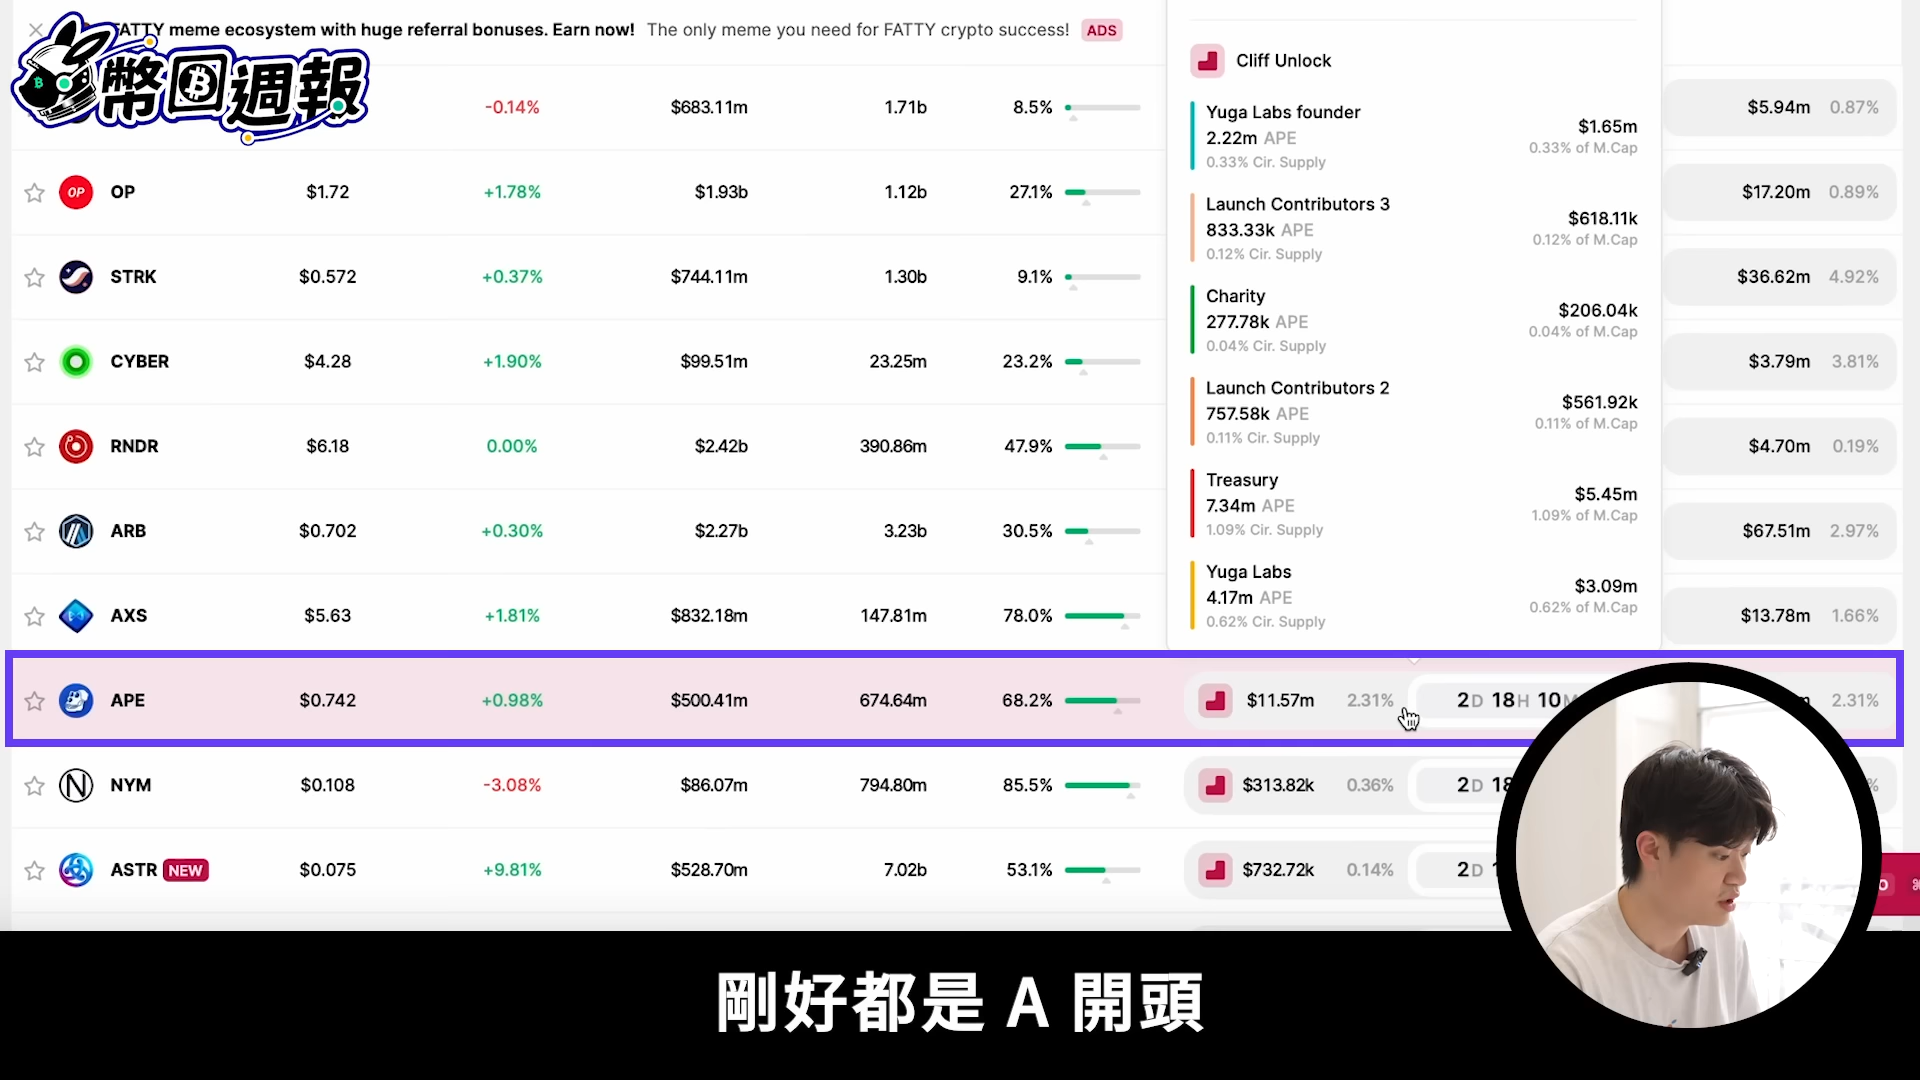 FATTY meme ecosystem with huge referral bonuses. Earn now! The only meme you need for FATTY crypto success! ADS
幣圈週報
-0.14% $683.11m 1.71b 8.5% $5.94m 0.87%
OP OP $1.72 +1.78% $1.93b 1.12b 27.1% $17.20m 0.89%
STRK $0.572 +0.37% $744.11m 1.30b 9.1% $36.62m 4.92%
CYBER $4.28 +1.90% $99.51m 23.25m 23.2% $3.79m 3.81%
RNDR $6.18 0.00% $2.42b 390.86m 47.9% $4.70m 0.19%
ARB $0.702 +0.30% $2.27b 3.23b 30.5% $67.51m 2.97%
AXS $5.63 +1.81% $832.18m 147.81m 78.0% $13.78m 1.66%
APE $0.742 +0.98% $500.41m 674.64m 68.2% $11.57m 2.31% 2D 18H 10M 2.31%
NYM $0.108 -3.08% $86.07m 794.80m 85.5% $313.82k 0.36% 2D 18
ASTR NEW $0.075 +9.81% $528.70m 7.02b 53.1% $732.72k 0.14% 2D
Cliff Unlock
Yuga Labs founder
2.22m APE $1.65m
0.33% Cir. Supply 0.33% of M.Cap
Launch Contributors 3
833.33k APE $618.11k
0.12% Cir. Supply 0.12% of M.Cap
Charity
277.78k APE $206.04k
0.04% Cir. Supply 0.04% of M.Cap
Launch Contributors 2
757.58k APE $561.92k
0.11% Cir. Supply 0.11% of M.Cap
Treasury
7.34m APE $5.45m
1.09% Cir. Supply 1.09% of M.Cap
Yuga Labs
4.17m APE $3.09m
0.62% Cir. Supply 0.62% of M.Cap
剛好都是 A 開頭